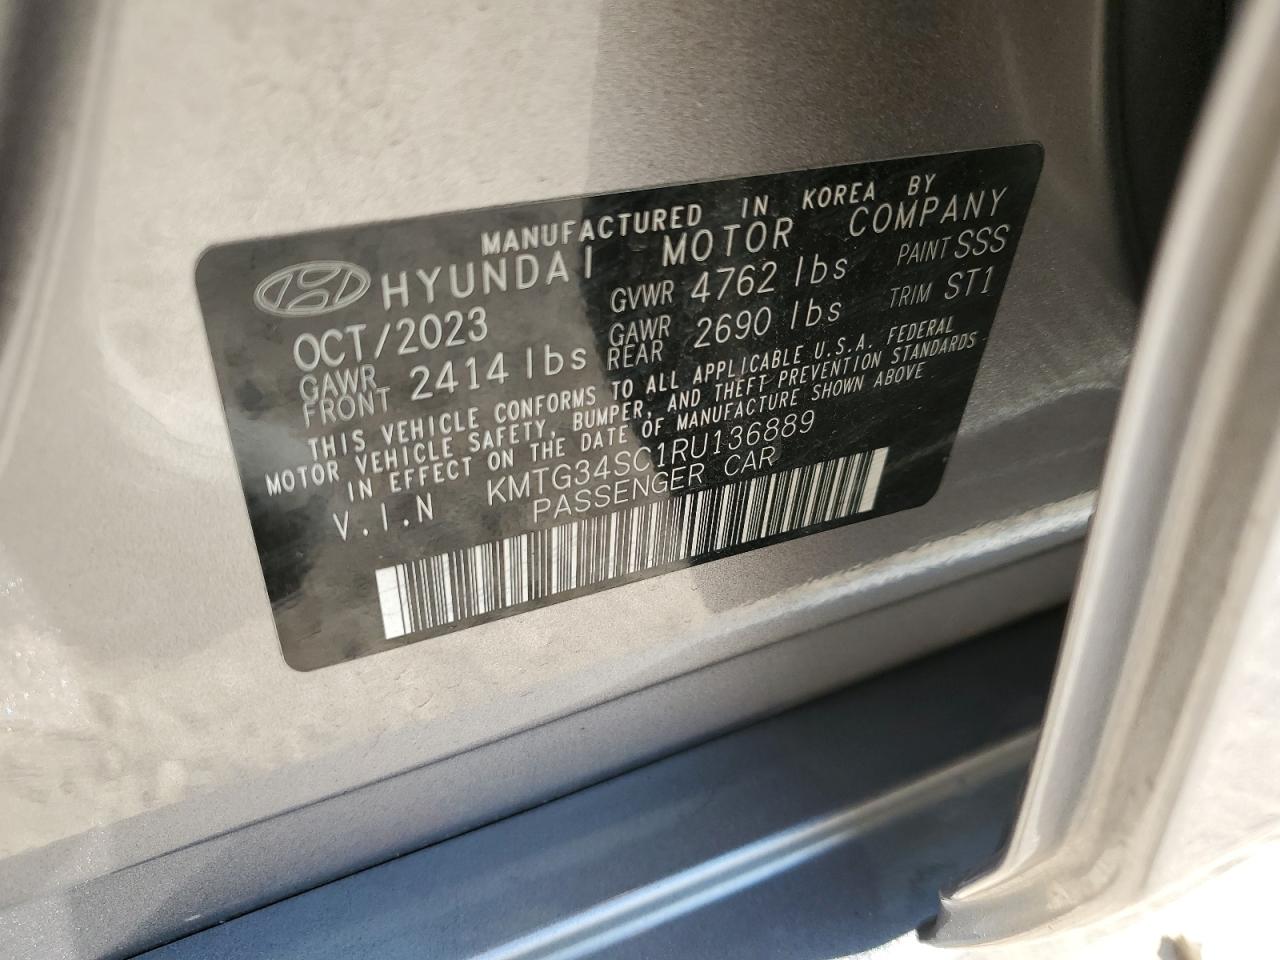 MANUFACTURED IN KOREA BY
HYUNDAI MOTOR COMPANY
OCT/2023 GVWR 4762 lbs PAINT SSS
GAWR FRONT 2414 lbs GAWR REAR 2690 lbs TRIM ST1
THIS VEHICLE CONFORMS TO ALL APPLICABLE U.S.A. FEDERAL
MOTOR VEHICLE SAFETY, BUMPER, AND THEFT PREVENTION STANDARDS
IN EFFECT ON THE DATE OF MANUFACTURE SHOWN ABOVE
V.I.N KMTG34SC1RU136889
PASSENGER CAR